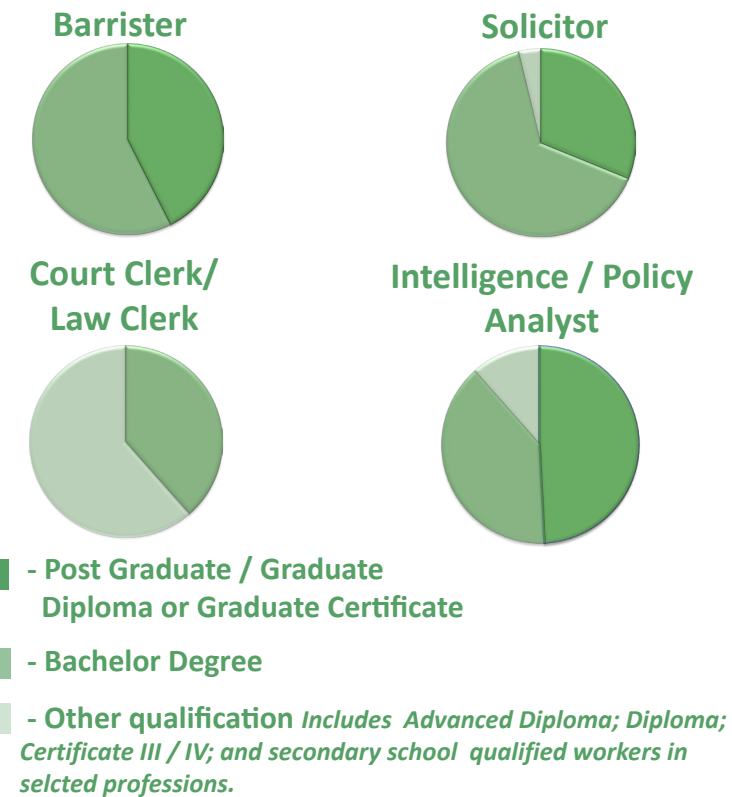 Barrister
Solicitor
Court Clerk/
Law Clerk
Intelligence / Policy
Analyst
- Post Graduate / Graduate
Diploma or Graduate Certificate
- Bachelor Degree
- Other qualification Includes Advanced Diploma; Diploma;
Certificate III / IV; and secondary school qualified workers in
selcted professions.